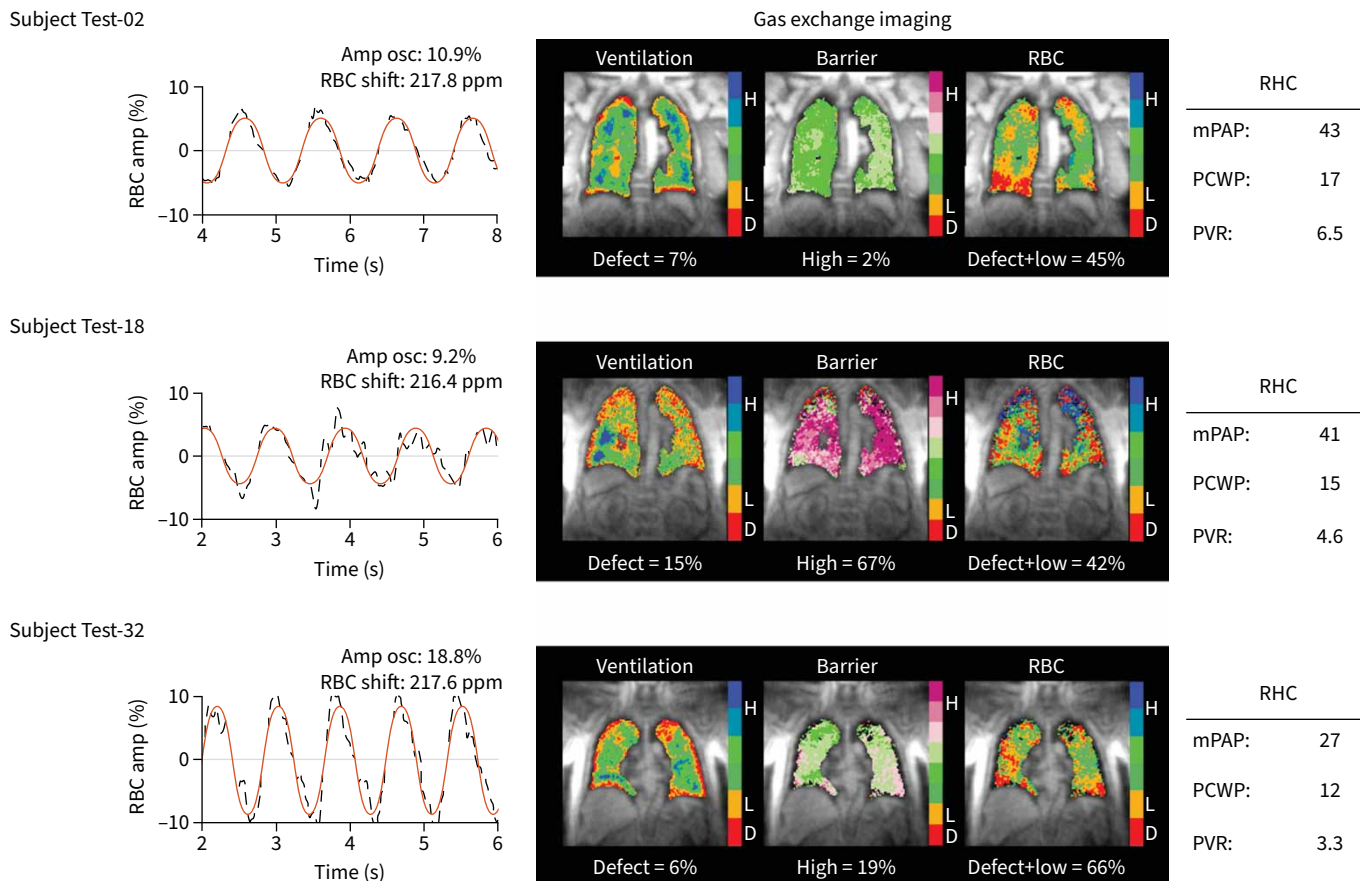 Subject Test-02
Gas exchange imaging
Amp osc: 10.9%
RBC shift: 217.8 ppm
RBC amp (%)
10
0
–10
4 5 6 7 8
Time (s)
Ventilation Barrier RBC
H
L
D
H
L
D
H
L
D
Defect = 7% High = 2% Defect+low = 45%
RHC
mPAP: 43
PCWP: 17
PVR: 6.5
Subject Test-18
Amp osc: 9.2%
RBC shift: 216.4 ppm
RBC amp (%)
10
0
–10
2 3 4 5 6
Time (s)
Ventilation Barrier RBC
H
L
D
H
L
D
H
L
D
Defect = 15% High = 67% Defect+low = 42%
RHC
mPAP: 41
PCWP: 15
PVR: 4.6
Subject Test-32
Amp osc: 18.8%
RBC shift: 217.6 ppm
RBC amp (%)
10
0
–10
2 3 4 5 6
Time (s)
Ventilation Barrier RBC
H
L
D
H
L
D
H
L
D
Defect = 6% High = 19% Defect+low = 66%
RHC
mPAP: 27
PCWP: 12
PVR: 3.3